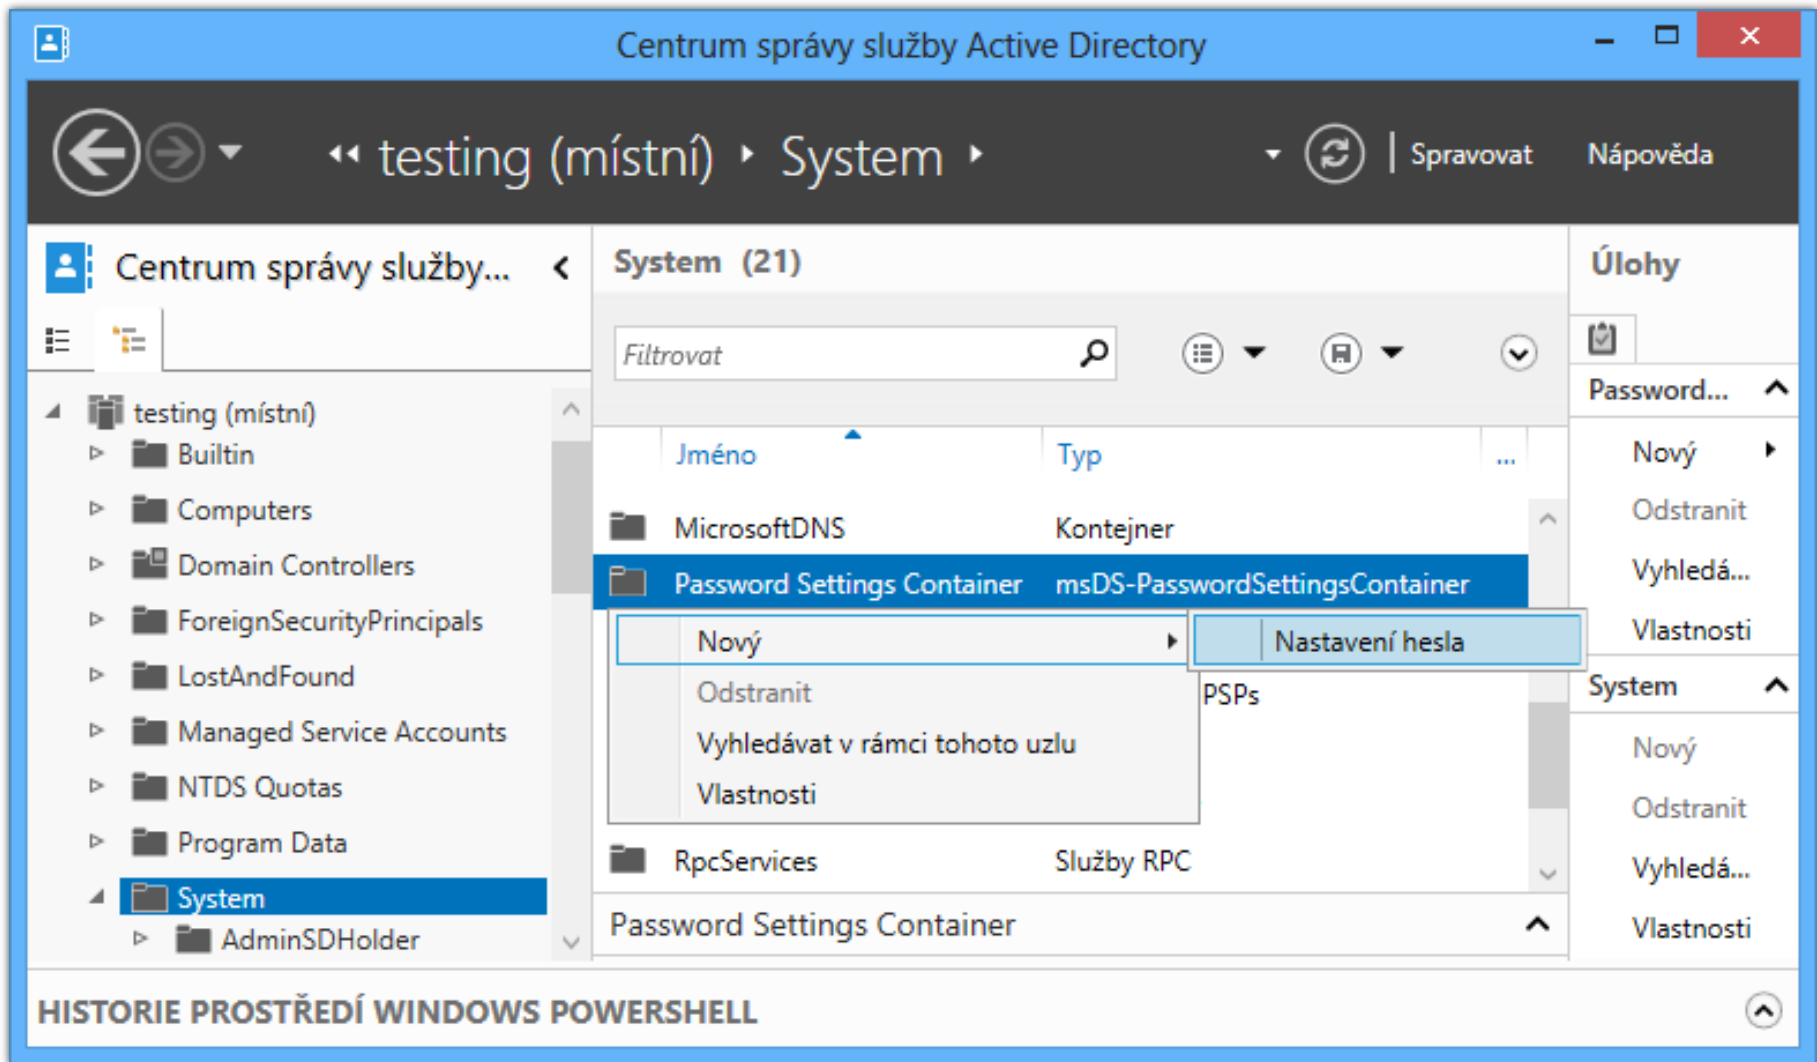 Centrum správy služby Active Directory
testing (místní) System
Spravovat Nápověda
Centrum správy služby...
testing (místní)
Builtin
Computers
Domain Controllers
ForeignSecurityPrincipals
LostAndFound
Managed Service Accounts
NTDS Quotas
Program Data
System
AdminSDHolder
System (21)
Filtrovat
Jméno Typ ...
MicrosoftDNS Kontejner
Password Settings Container msDS-PasswordSettingsContainer
Nový
Nastavení hesla
Odstranit
PSPs
Vyhledávat v rámci tohoto uzlu
Vlastnosti
RpcServices Služby RPC
Password Settings Container
Úlohy
Password...
Nový
Odstranit
Vyhledá...
Vlastnosti
System
Nový
Odstranit
Vyhledá...
Vlastnosti
HISTORIE PROSTŘEDÍ WINDOWS POWERSHELL